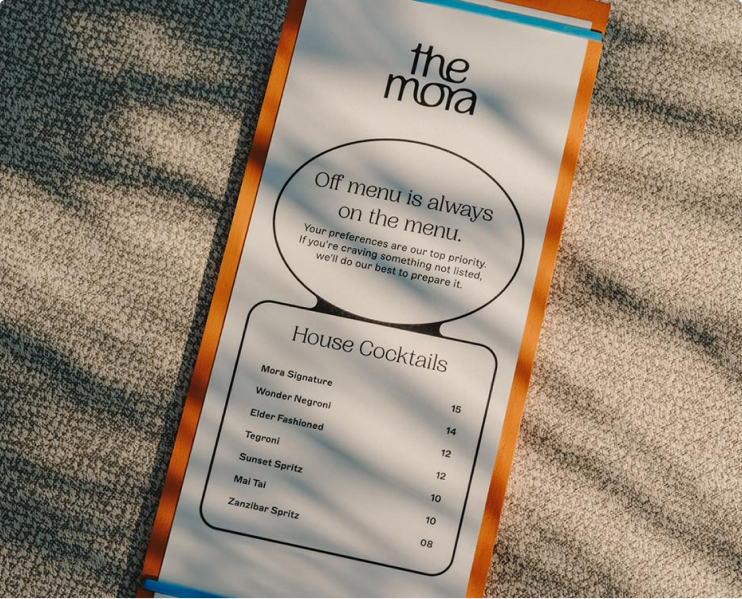 the
mora
Off menu is always
on the menu.
Your preferences are our top priority.
If you're craving something not listed,
we'll do our best to prepare it.
House Cocktails
Mora Signature 15
Wonder Negroni 14
Elder Fashioned 12
Tegroni 12
Sunset Spritz 10
Mai Tai 10
Zanzibar Spritz 08